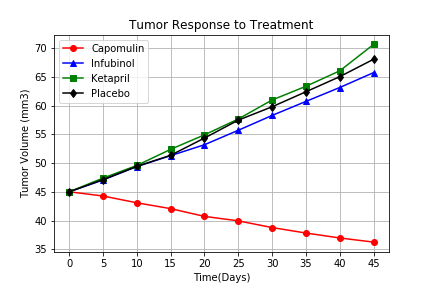 Tumor Response to Treatment
Capomulin
Infubinol
Ketapril
Placebo
Tumor Volume (mm3)
70
65
60
55
50
45
40
35
0 5 10 15 20 25 30 35 40 45
Time(Days)